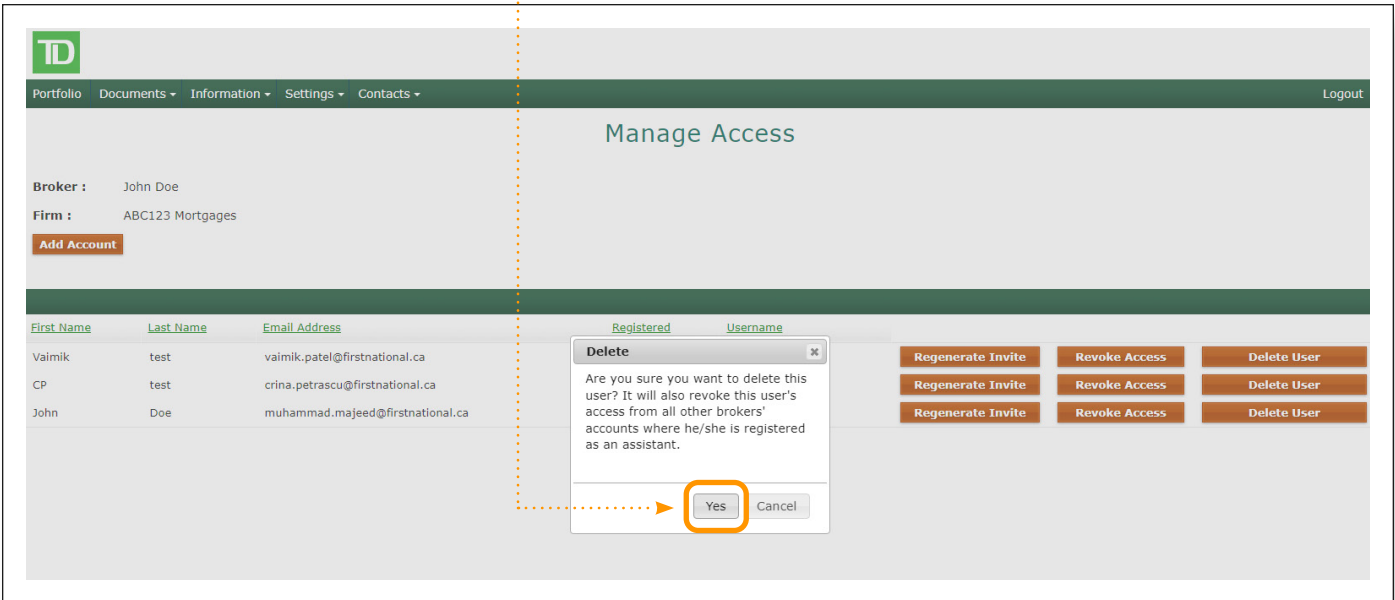 TD
Portfolio Documents Information Settings Contacts Logout
Manage Access
Broker : John Doe
Firm : ABC123 Mortgages
Add Account
First Name Last Name Email Address Registered Username
Vaimik test vaimik.patel@firstnational.ca Regenerate Invite Revoke Access Delete User
CP test crina.petrascu@firstnational.ca Regenerate Invite Revoke Access Delete User
John Doe muhammad.majeed@firstnational.ca Regenerate Invite Revoke Access Delete User
Delete
Are you sure you want to delete this
user? It will also revoke this user's
access from all other brokers'
accounts where he/she is registered
as an assistant.
Yes Cancel